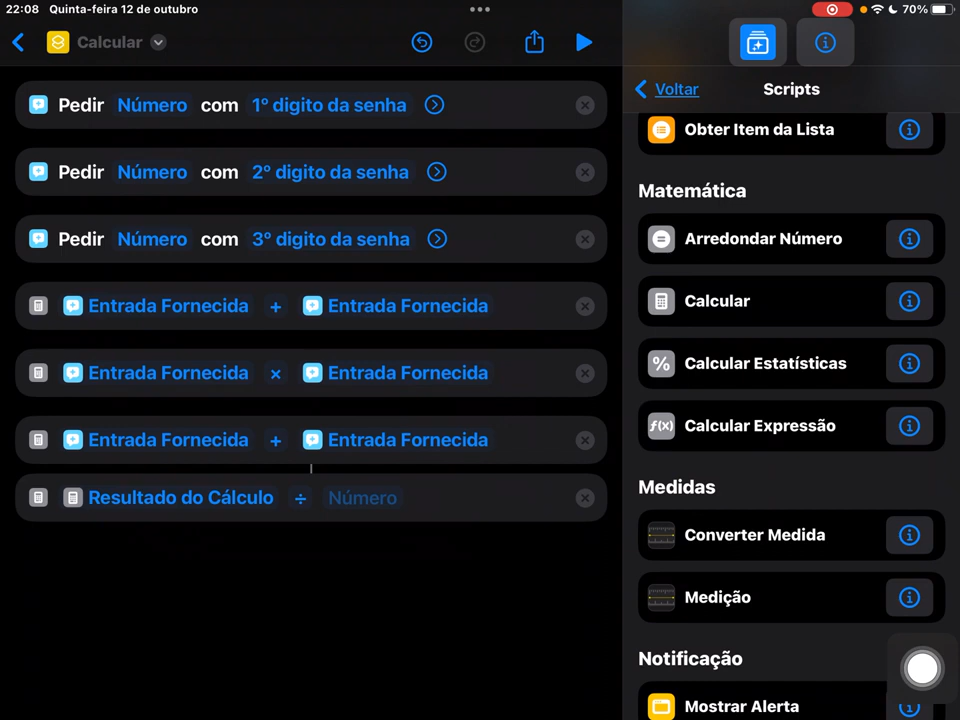 22:08 Quinta-feira 12 de outubro
70%
Calcular
Voltar
Scripts
Pedir Número com 1º digito da senha
Pedir Número com 2º digito da senha
Pedir Número com 3º digito da senha
Entrada Fornecida + Entrada Fornecida
Entrada Fornecida × Entrada Fornecida
Entrada Fornecida + Entrada Fornecida
Resultado do Cálculo ÷ Número
Obter Item da Lista
Matemática
Arredondar Número
Calcular
% Calcular Estatísticas
f(x) Calcular Expressão
Medidas
Converter Medida
Medição
Notificação
Mostrar Alerta